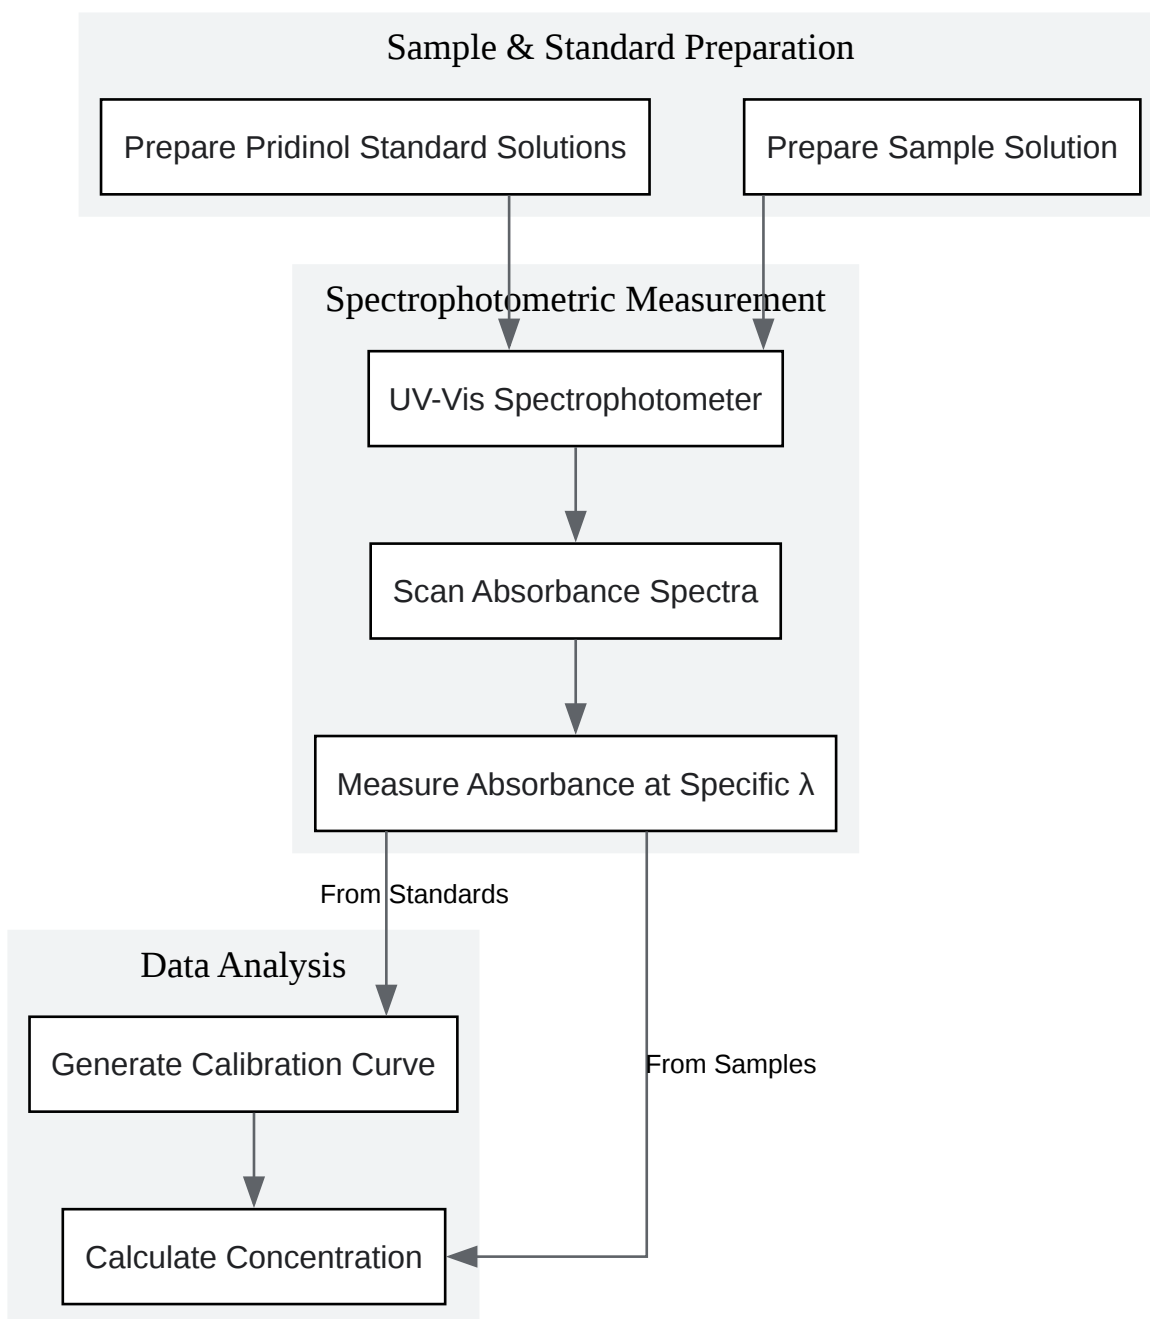 Sample & Standard Preparation
Prepare Pridinol Standard Solutions
Prepare Sample Solution
Spectrophotometric Measurement
UV-Vis Spectrophotometer
Scan Absorbance Spectra
Measure Absorbance at Specific λ
From Standards
Data Analysis
Generate Calibration Curve
From Samples
Calculate Concentration